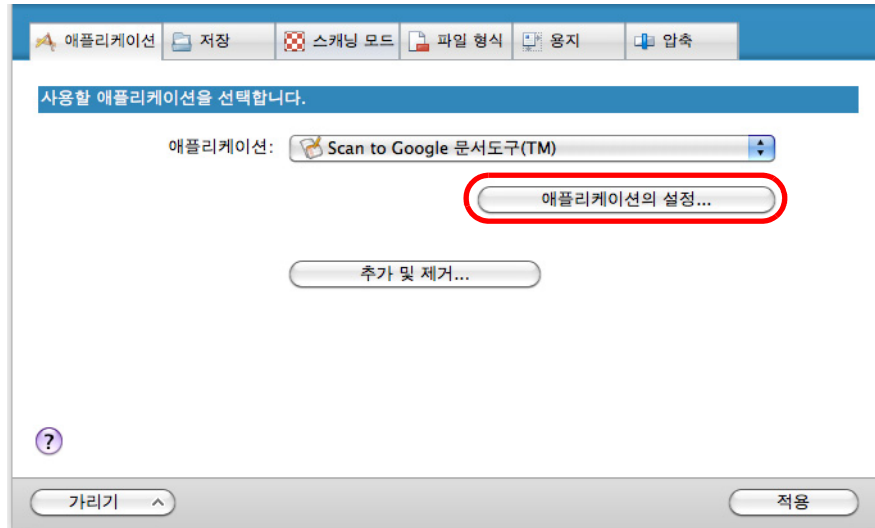 애플리케이션 저장 스캐닝 모드 파일 형식 용지 압축
사용할 애플리케이션을 선택합니다.
애플리케이션: Scan to Google 문서도구(TM)
애플리케이션의 설정...
추가 및 제거...
?
가리기 적용